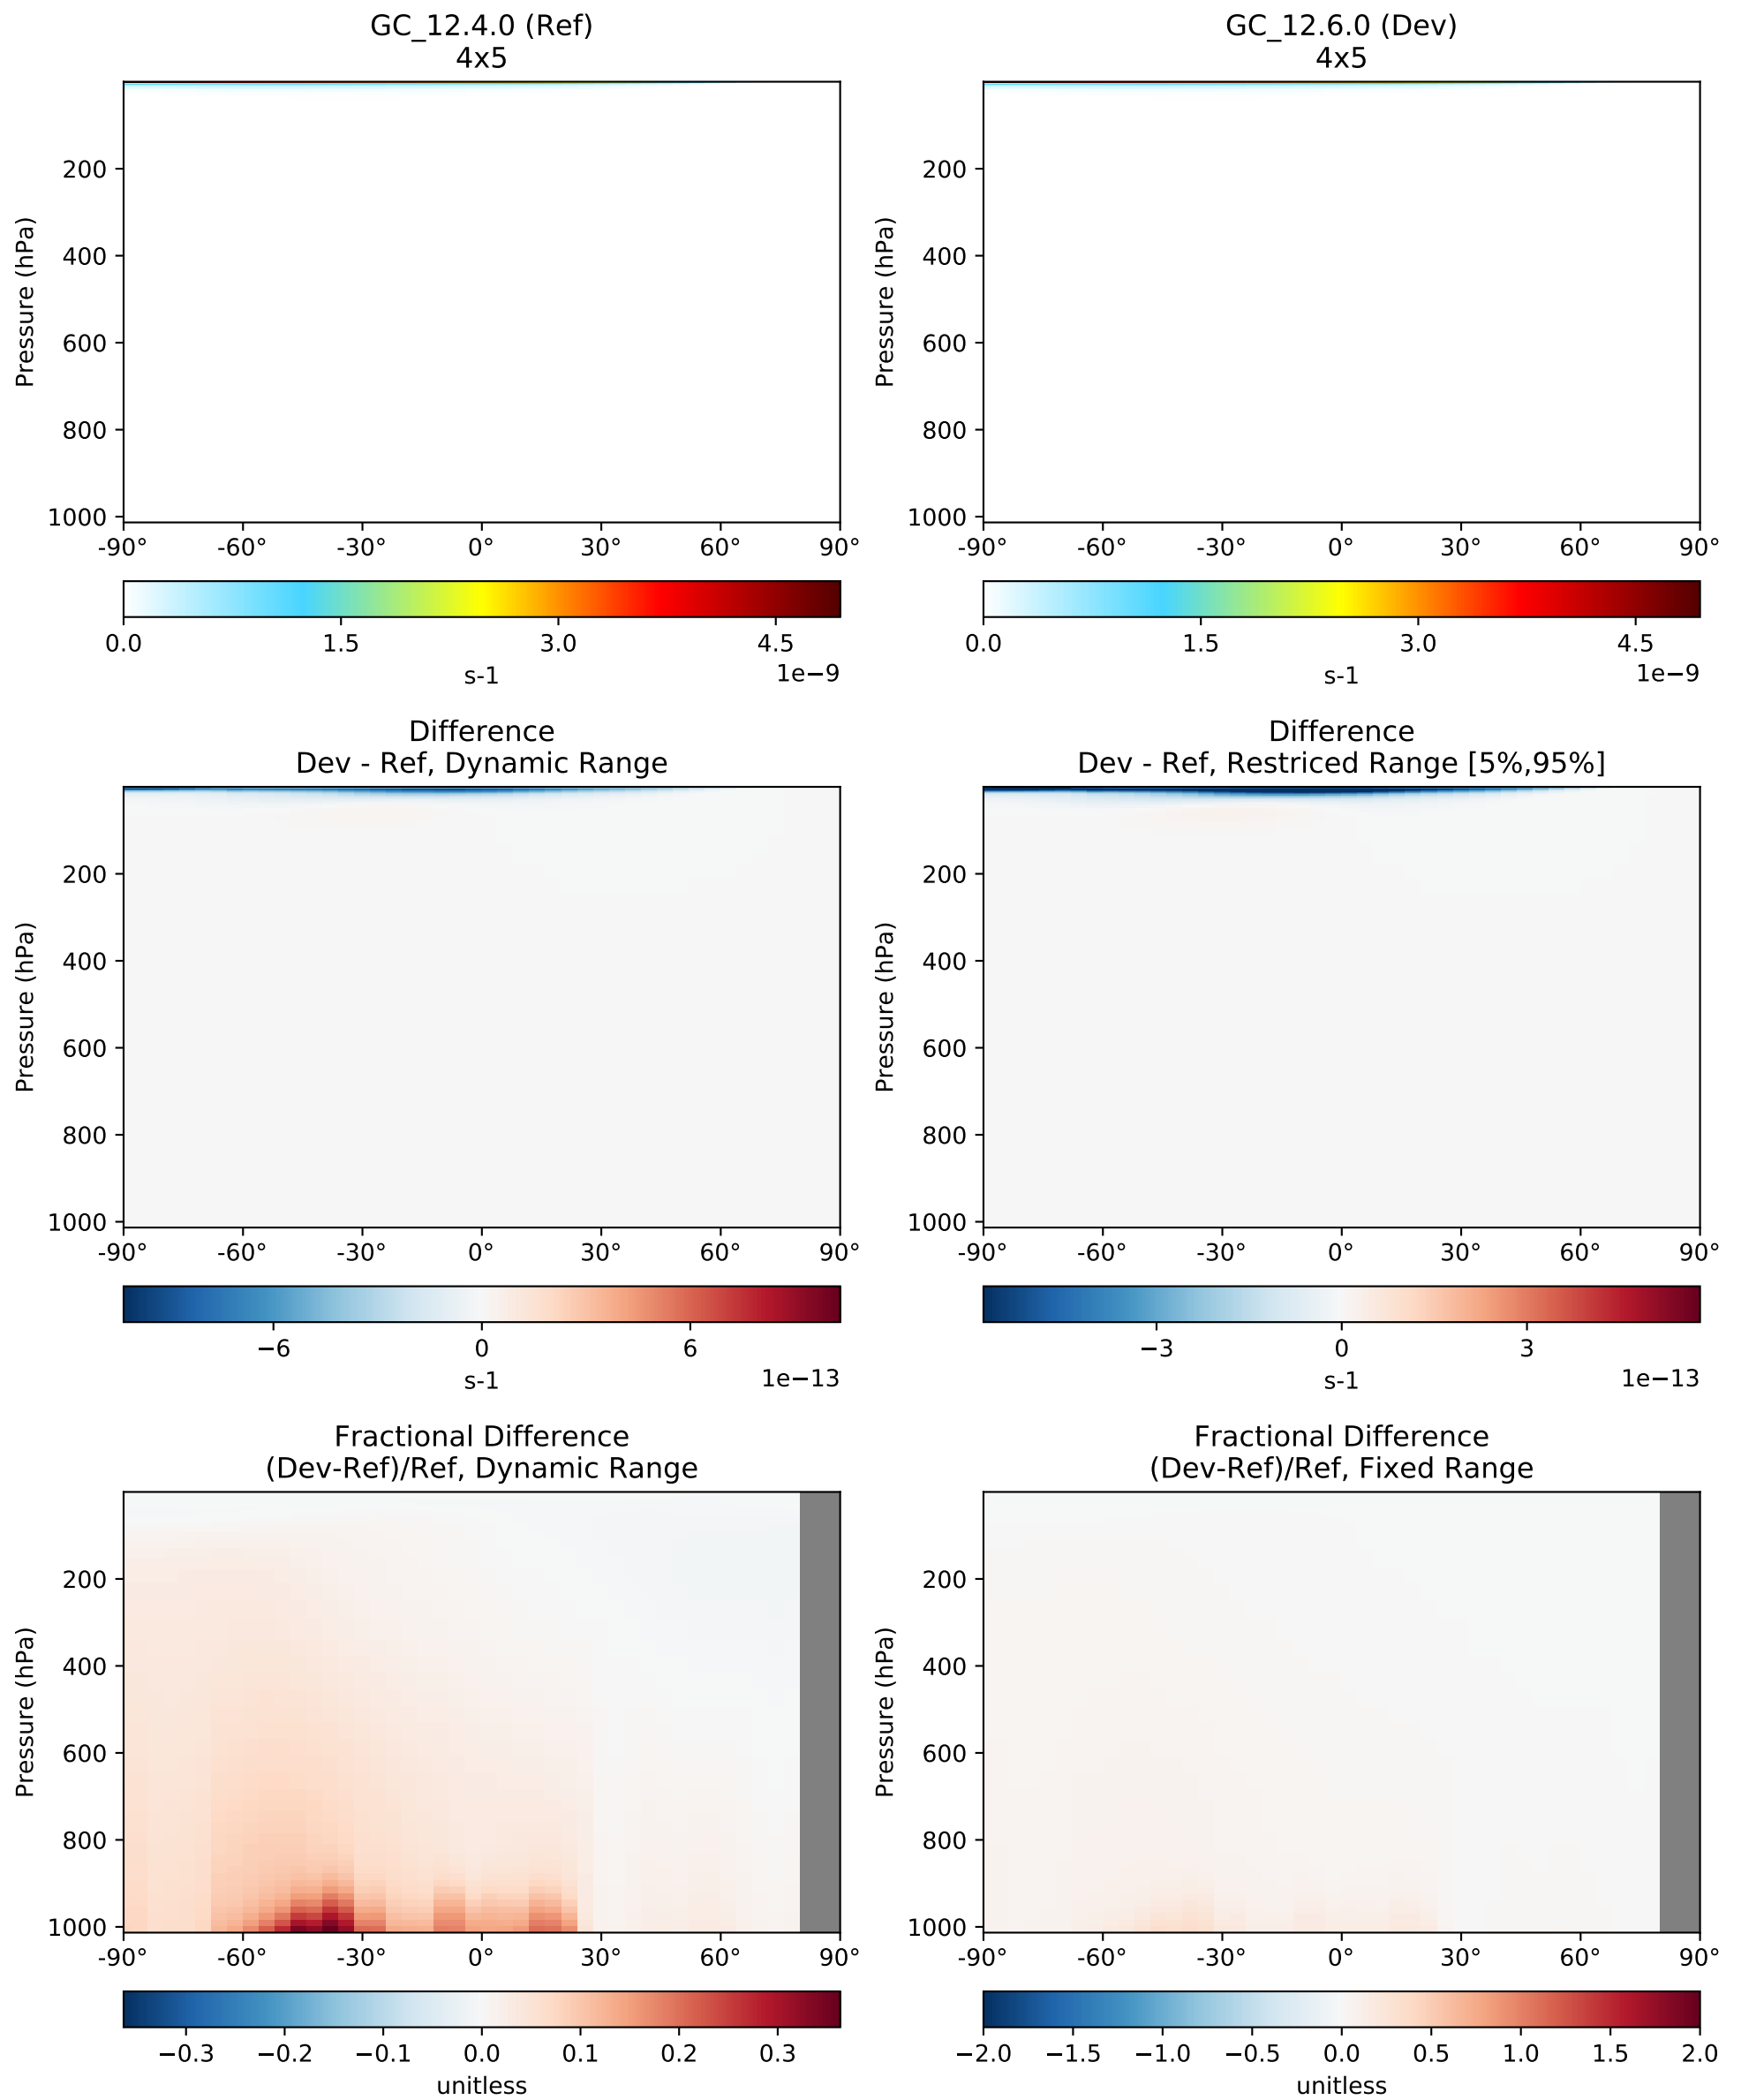 GC_12.4.0 (Ref)
4x5
Pressure (hPa)
200
400
600
800
1000
-90° -60° -30° 0° 30° 60° 90°
0.0 1.5 3.0 4.5
s-1
1e−9
GC_12.6.0 (Dev)
4x5
Pressure (hPa)
200
400
600
800
1000
-90° -60° -30° 0° 30° 60° 90°
0.0 1.5 3.0 4.5
s-1
1e−9
Difference
Dev - Ref, Dynamic Range
Pressure (hPa)
200
400
600
800
1000
-90° -60° -30° 0° 30° 60° 90°
−6 0 6
s-1
1e−13
Difference
Dev - Ref, Restriced Range [5%,95%]
Pressure (hPa)
200
400
600
800
1000
-90° -60° -30° 0° 30° 60° 90°
−3 0 3
s-1
1e−13
Fractional Difference
(Dev-Ref)/Ref, Dynamic Range
Pressure (hPa)
200
400
600
800
1000
-90° -60° -30° 0° 30° 60° 90°
−0.3 −0.2 −0.1 0.0 0.1 0.2 0.3
unitless
Fractional Difference
(Dev-Ref)/Ref, Fixed Range
Pressure (hPa)
200
400
600
800
1000
-90° -60° -30° 0° 30° 60° 90°
−2.0 −1.5 −1.0 −0.5 0.0 0.5 1.0 1.5 2.0
unitless